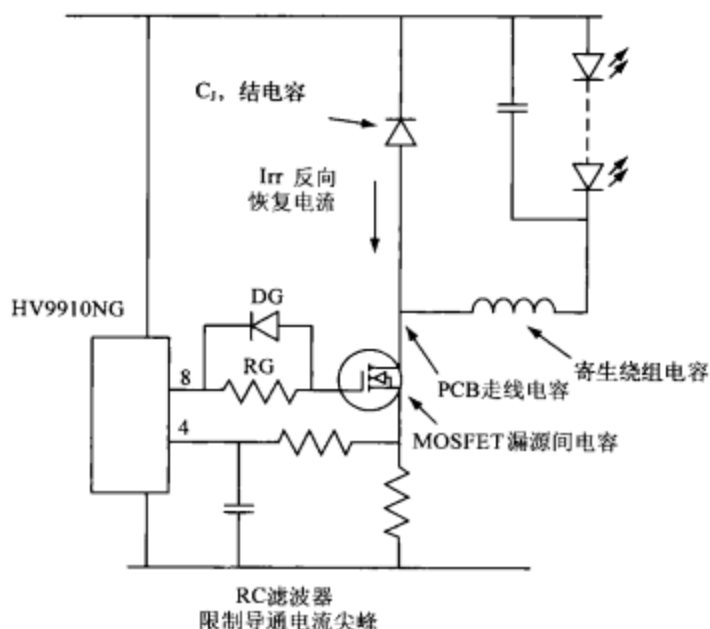 C_J，结电容
Irr 反向
恢复电流
HV9910NG
DG
8
RG
4
寄生绕组电容
PCB走线电容
MOSFET漏源间电容
RC滤波器
限制导通电流尖峰